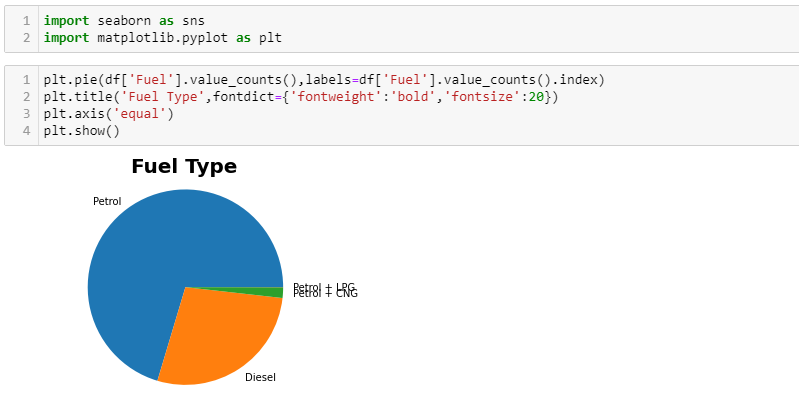 1 import seaborn as sns
2 import matplotlib.pyplot as plt
1 plt.pie(df['Fuel'].value_counts(),labels=df['Fuel'].value_counts().index)
2 plt.title('Fuel Type',fontdict={'fontweight':'bold','fontsize':20})
3 plt.axis('equal')
4 plt.show()
Fuel Type
Petrol
Petrol + LPG
Petrol + CNG
Diesel